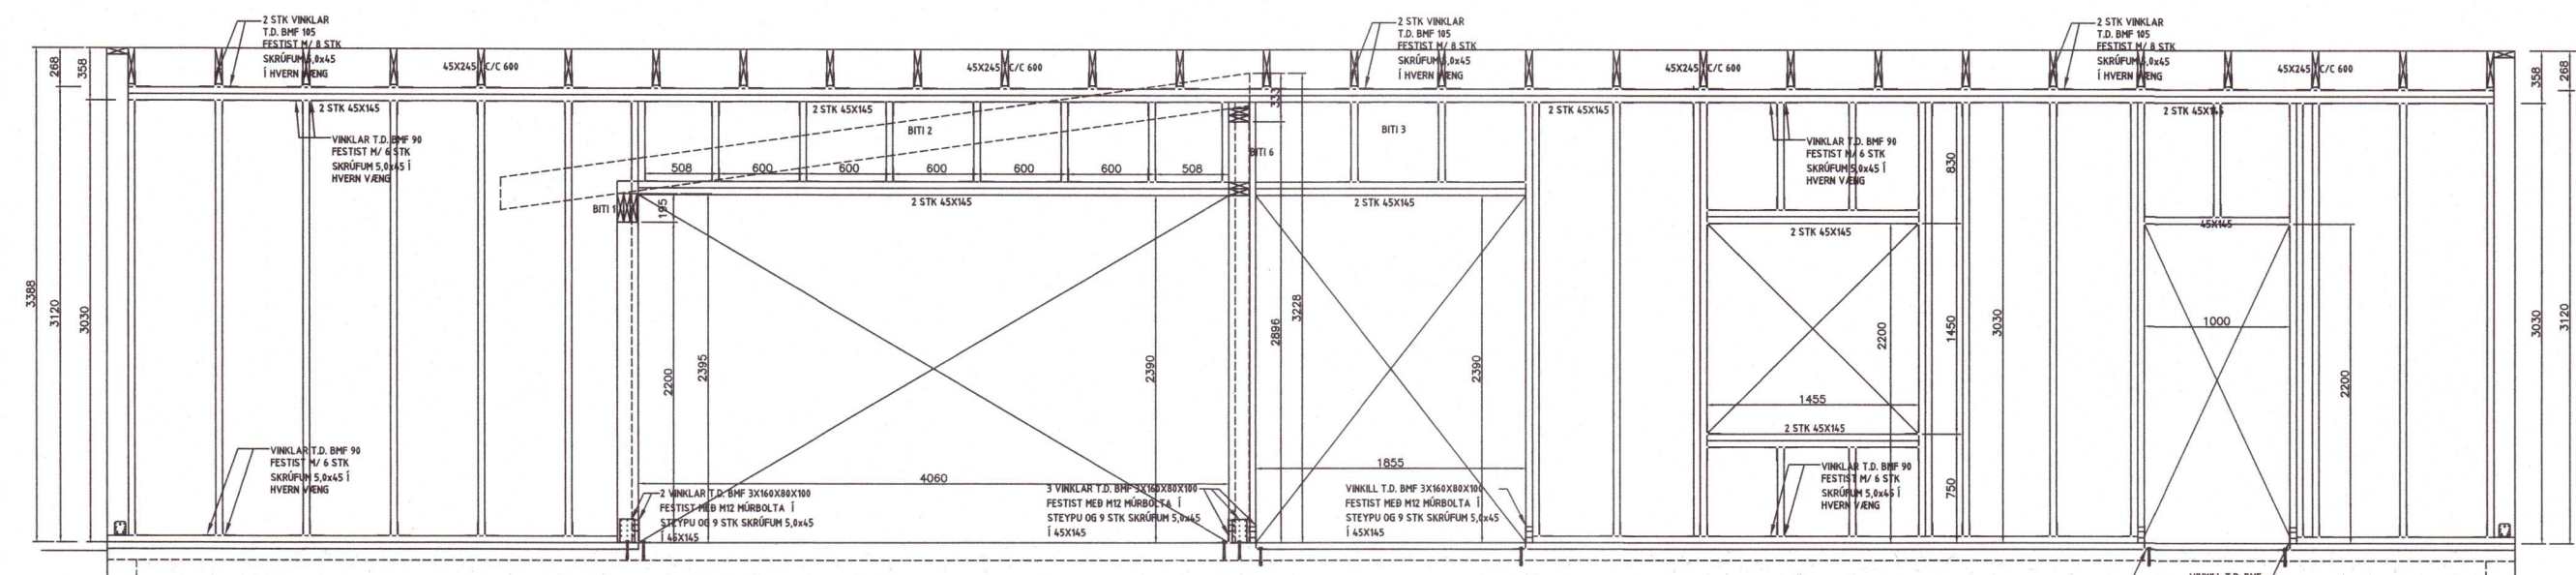 2 STK VINKLAR
T.D. BMF 105
FESTIST M/ 8 STK
SKRÚFUM 5,0x45
Í HVERN VÆNG
2 STK VINKLAR
T.D. BMF 105
FESTIST M/ 8 STK
SKRÚFUM 5,0x45
Í HVERN VÆNG
2 STK VINKLAR
T.D. BMF 105
FESTIST M/ 8 STK
SKRÚFUM 5,0x45
Í HVERN VÆNG
268
358
45X245 C/C 600
45X245 C/C 600
45X245 C/C 600
45X245 C/C 600
358
268
2 STK 45X145
2 STK 45X145
2 STK 45X145
2 STK 45X145
333
VINKLAR T.D. BMF 90
FESTIST M/ 6 STK
SKRÚFUM 5,0x45 Í
HVERN VÆNG
BITI 2
BITI 3
BITI 6
VINKLAR T.D. BMF 90
FESTIST M/ 6 STK
SKRÚFUM 5,0x45 Í
HVERN VÆNG
830
508
600
600
600
600
600
508
BITI 1
195
2 STK 45X145
2 STK 45X145
2 STK 45X145
45X145
3388
3120
3030
2200
2395
2390
2896
3228
2390
2200
1450
3030
1000
2200
3030
3120
1455
2 STK 45X145
VINKLAR T.D. BMF 90
FESTIST M/ 6 STK
SKRÚFUM 5,0x45 Í
HVERN VÆNG
4060
1855
750
VINKLAR T.D. BMF 90
FESTIST M/ 6 STK
SKRÚFUM 5,0x45 Í
HVERN VÆNG
2 VINKLAR T.D. BMF 3X160X80X100
FESTIST MEÐ M12 MÚRBOLTA Í
STEYPU OG 9 STK SKRÚFUM 5,0x45
Í 45X145
3 VINKLAR T.D. BMF 3X160X80X100
FESTIST MEÐ M12 MÚRBOLTA Í
STEYPU OG 9 STK SKRÚFUM 5,0x45
Í 45X145
VINKILL T.D. BMF 3X160X80X100
FESTIST MEÐ M12 MÚRBOLTA Í
STEYPU OG 9 STK SKRÚFUM 5,0x45
Í 45X145